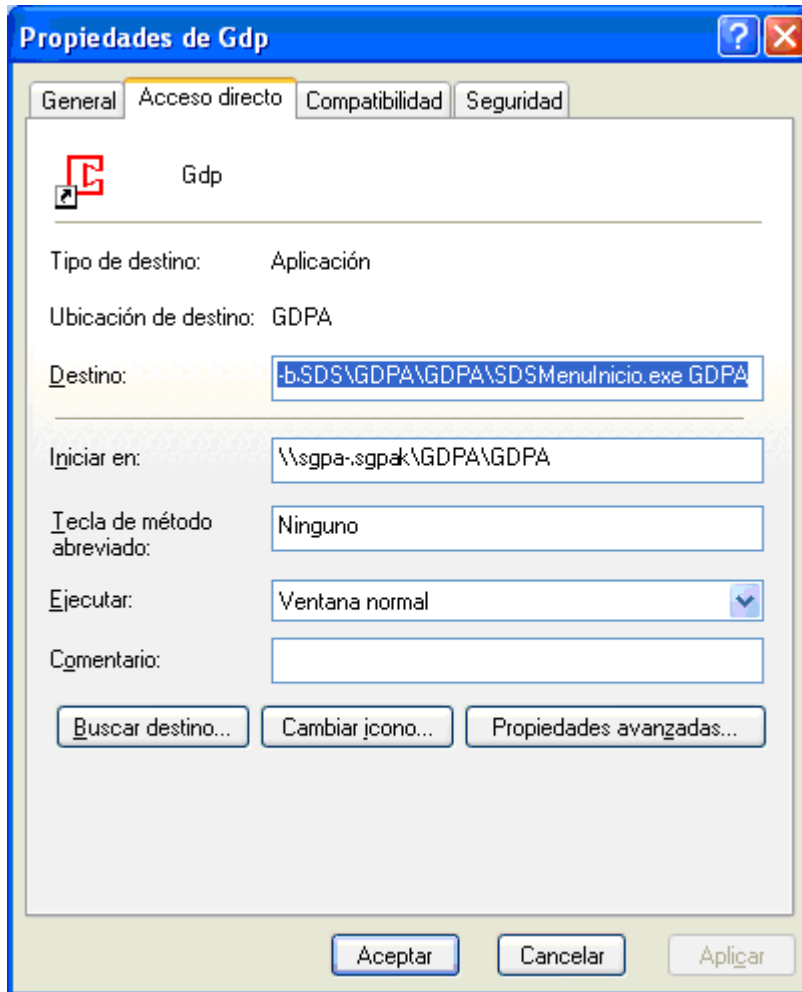 Propiedades de Gdp
General Acceso directo Compatibilidad Seguridad
Gdp
Tipo de destino: Aplicación
Ubicación de destino: GDPA
Destino: -b.SDS\GDPA\GDPA\SDSMenuInicio.exe GDPA
Iniciar en: \\sgpa-.sgpak\GDPA\GDPA
Tecla de método abreviado: Ninguno
Ejecutar: Ventana normal
Comentario:
Buscar destino... Cambiar icono... Propiedades avanzadas...
Aceptar Cancelar Aplicar